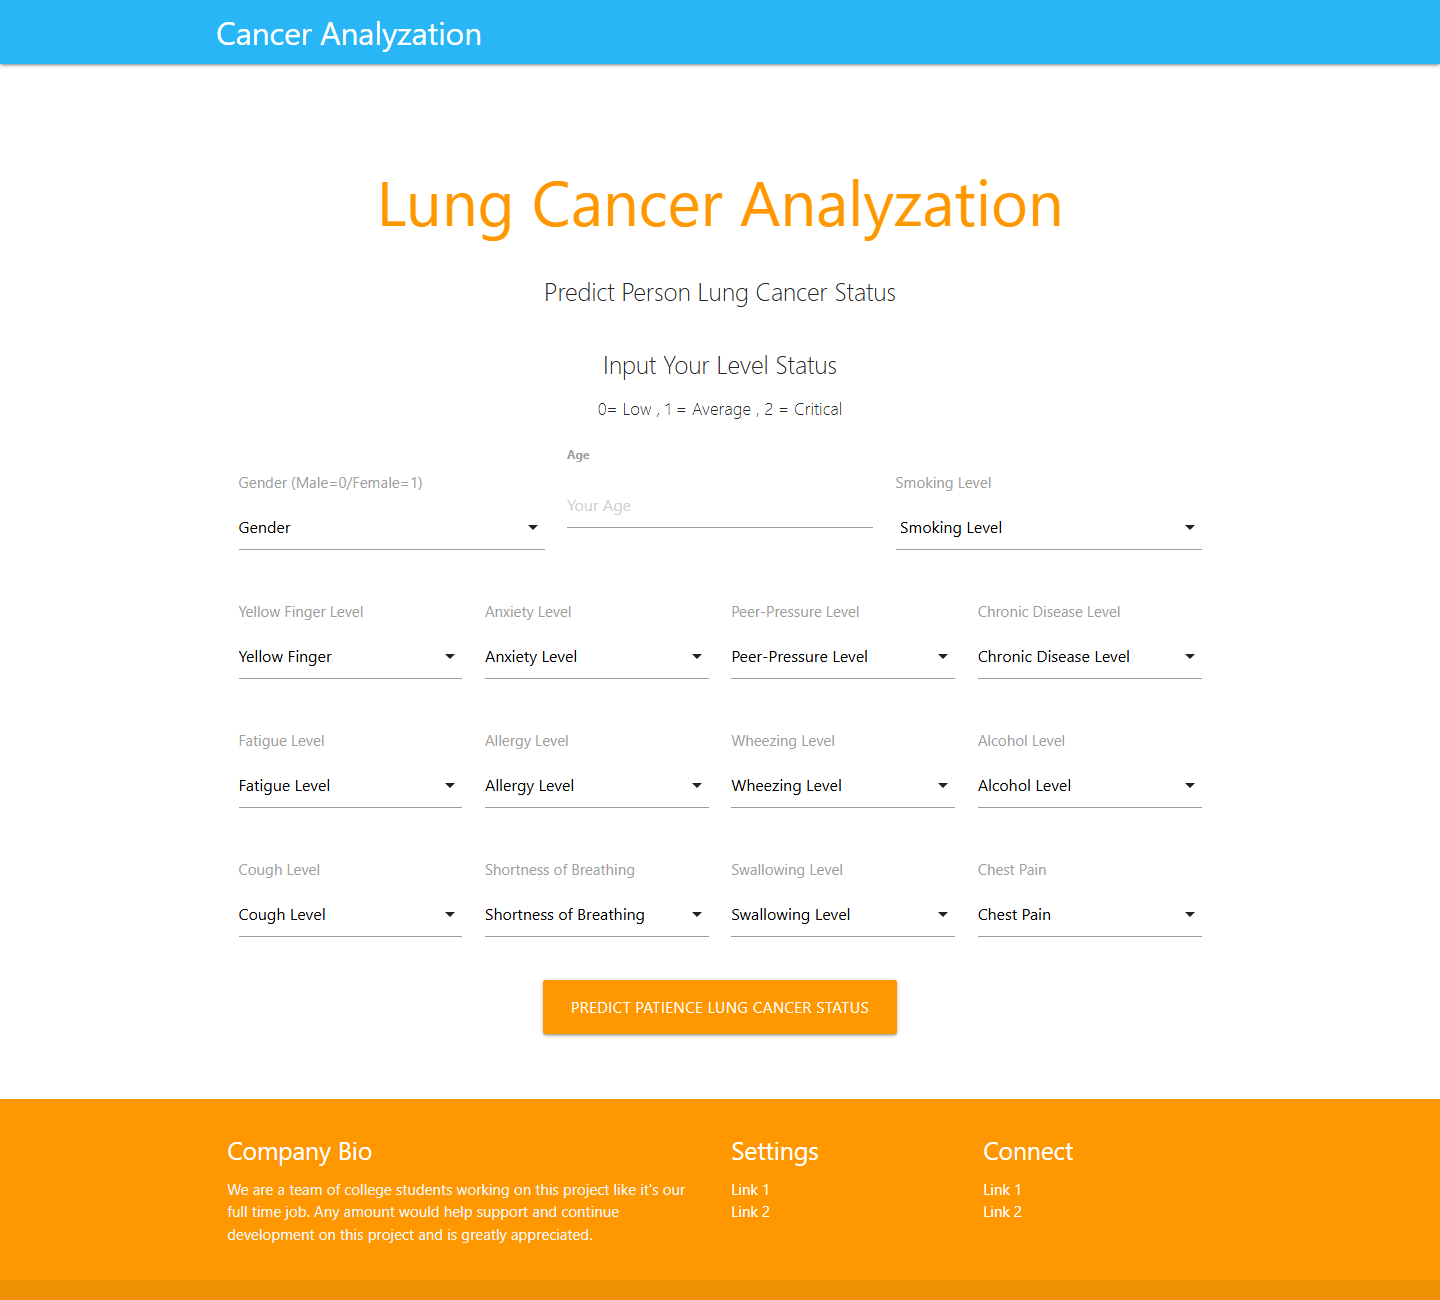 Cancer Analyzation
Lung Cancer Analyzation
Predict Person Lung Cancer Status
Input Your Level Status
0= Low , 1 = Average , 2 = Critical
Gender (Male=0/Female=1)
Gender
Age
Your Age
Smoking Level
Smoking Level
Yellow Finger Level
Yellow Finger
Anxiety Level
Anxiety Level
Peer-Pressure Level
Peer-Pressure Level
Chronic Disease Level
Chronic Disease Level
Fatigue Level
Fatigue Level
Allergy Level
Allergy Level
Wheezing Level
Wheezing Level
Alcohol Level
Alcohol Level
Cough Level
Cough Level
Shortness of Breathing
Shortness of Breathing
Swallowing Level
Swallowing Level
Chest Pain
Chest Pain
PREDICT PATIENCE LUNG CANCER STATUS
Company Bio
We are a team of college students working on this project like it's our
full time job. Any amount would help support and continue
development on this project and is greatly appreciated.
Settings
Link 1
Link 2
Connect
Link 1
Link 2